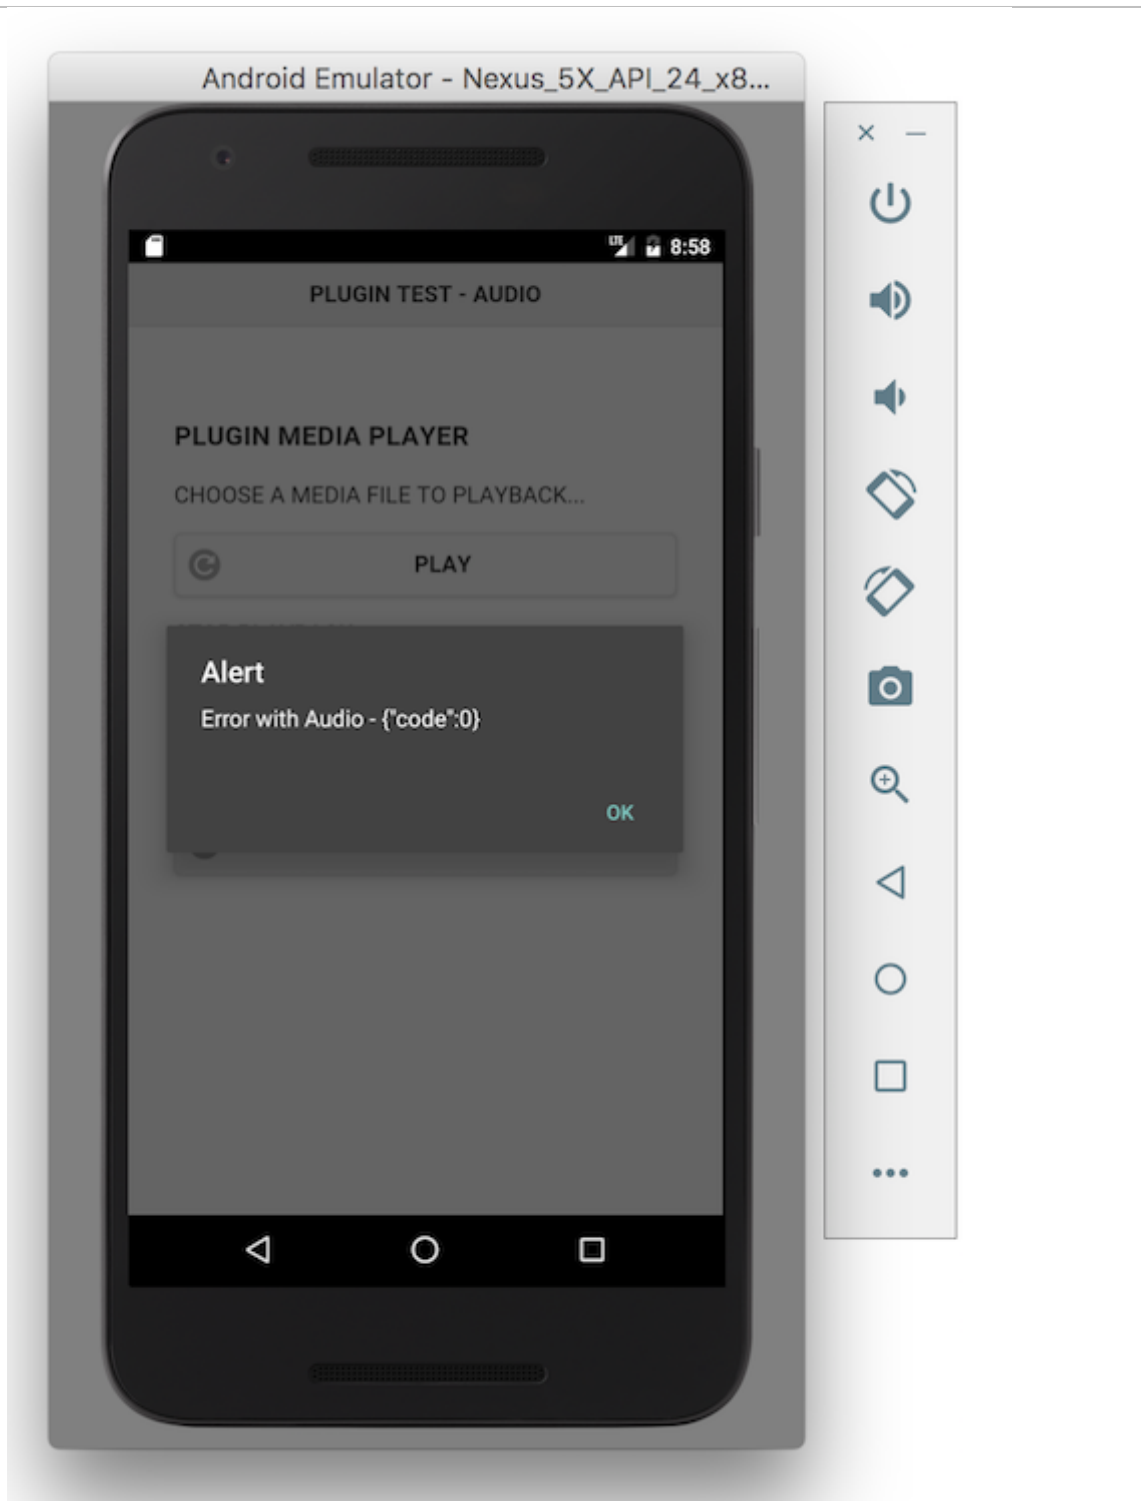 Android Emulator - Nexus_5X_API_24_x8...
LTE 8:58
PLUGIN TEST - AUDIO
PLUGIN MEDIA PLAYER
CHOOSE A MEDIA FILE TO PLAYBACK...
PLAY
Alert
Error with Audio - {"code":0}
OK